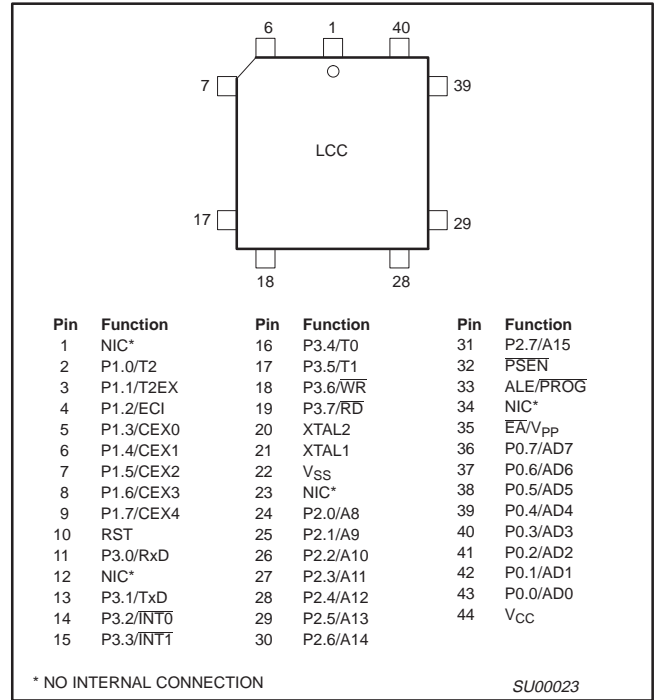 6 1 40
7 39
LCC
17 29
18 28
Pin Function Pin Function Pin Function
1 NIC* 16 P3.4/T0 31 P2.7/A15
2 P1.0/T2 17 P3.5/T1 32 P̅S̅E̅N̅
3 P1.1/T2EX 18 P3.6/W̅R̅ 33 ALE/P̅R̅O̅G̅
4 P1.2/ECI 19 P3.7/R̅D̅ 34 NIC*
5 P1.3/CEX0 20 XTAL2 35 E̅A̅/VPP
6 P1.4/CEX1 21 XTAL1 36 P0.7/AD7
7 P1.5/CEX2 22 VSS 37 P0.6/AD6
8 P1.6/CEX3 23 NIC* 38 P0.5/AD5
9 P1.7/CEX4 24 P2.0/A8 39 P0.4/AD4
10 RST 25 P2.1/A9 40 P0.3/AD3
11 P3.0/RxD 26 P2.2/A10 41 P0.2/AD2
12 NIC* 27 P2.3/A11 42 P0.1/AD1
13 P3.1/TxD 28 P2.4/A12 43 P0.0/AD0
14 P3.2/I̅N̅T̅0̅ 29 P2.5/A13 44 VCC
15 P3.3/I̅N̅T̅1̅ 30 P2.6/A14
* NO INTERNAL CONNECTION SU00023